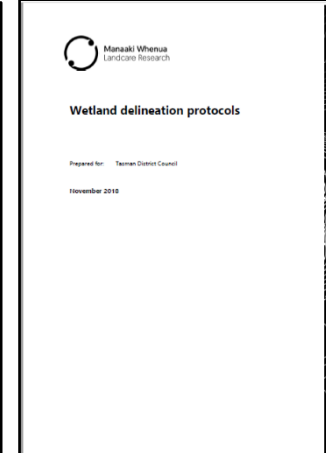 Manaaki Whenua
Landcare Research
Wetland delineation protocols
Prepared for: Tasman District Council
November 2018